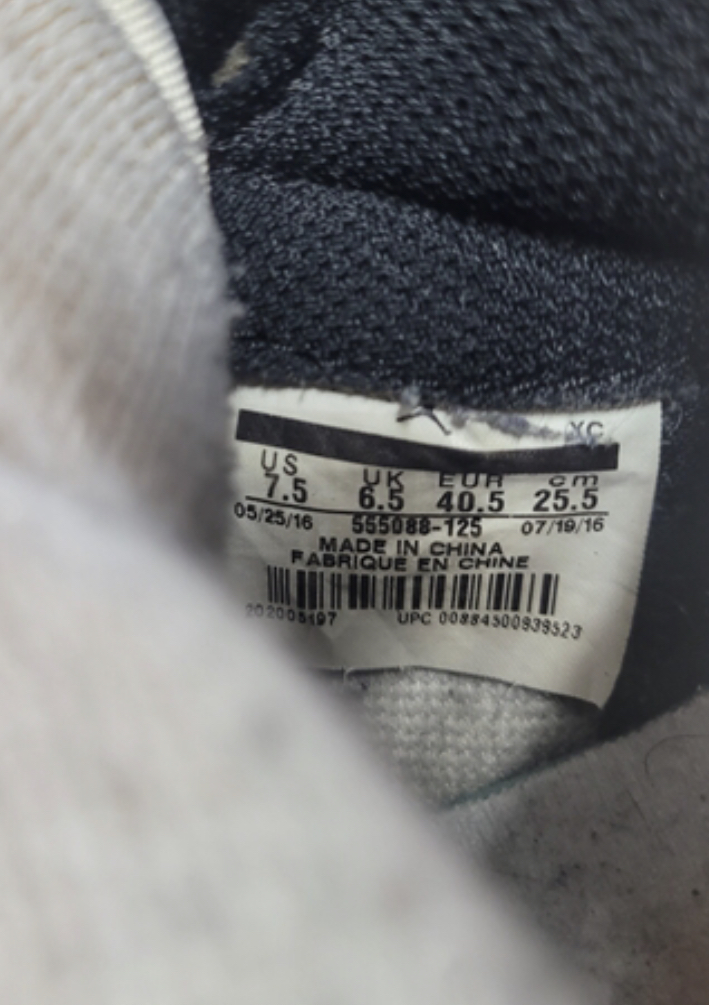 XC
US UK EUR cm
7.5 6.5 40.5 25.5
05/25/16 555088-125 07/19/16
MADE IN CHINA
FABRIQUE EN CHINE
202005197 UPC 00884500939523